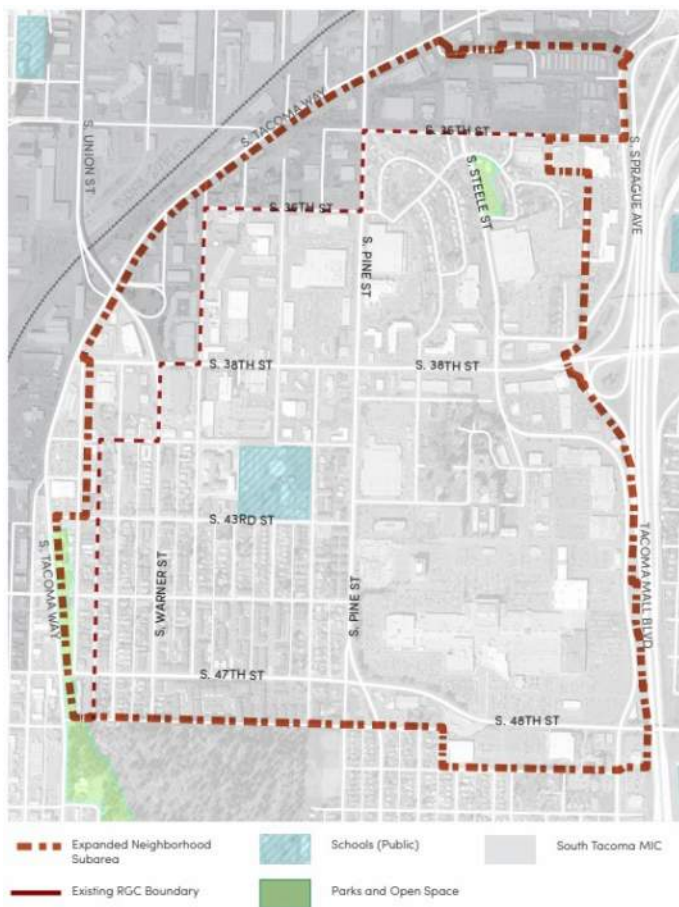 S. TACOMA WAY
S. UNION ST
S. 35TH ST
S. SPRAGUE AVE
S. STEELE ST
S. 36TH ST
S. PINE ST
S. 38TH ST
S. 38TH ST
S. 43RD ST
S. TACOMA WAY
S. WARNER ST
S. PINE ST
TACOMA MALL BLVD
S. 47TH ST
S. 48TH ST
Expanded Neighborhood
Subarea
Schools (Public)
South Tacoma MIC
Existing RGC Boundary
Parks and Open Space